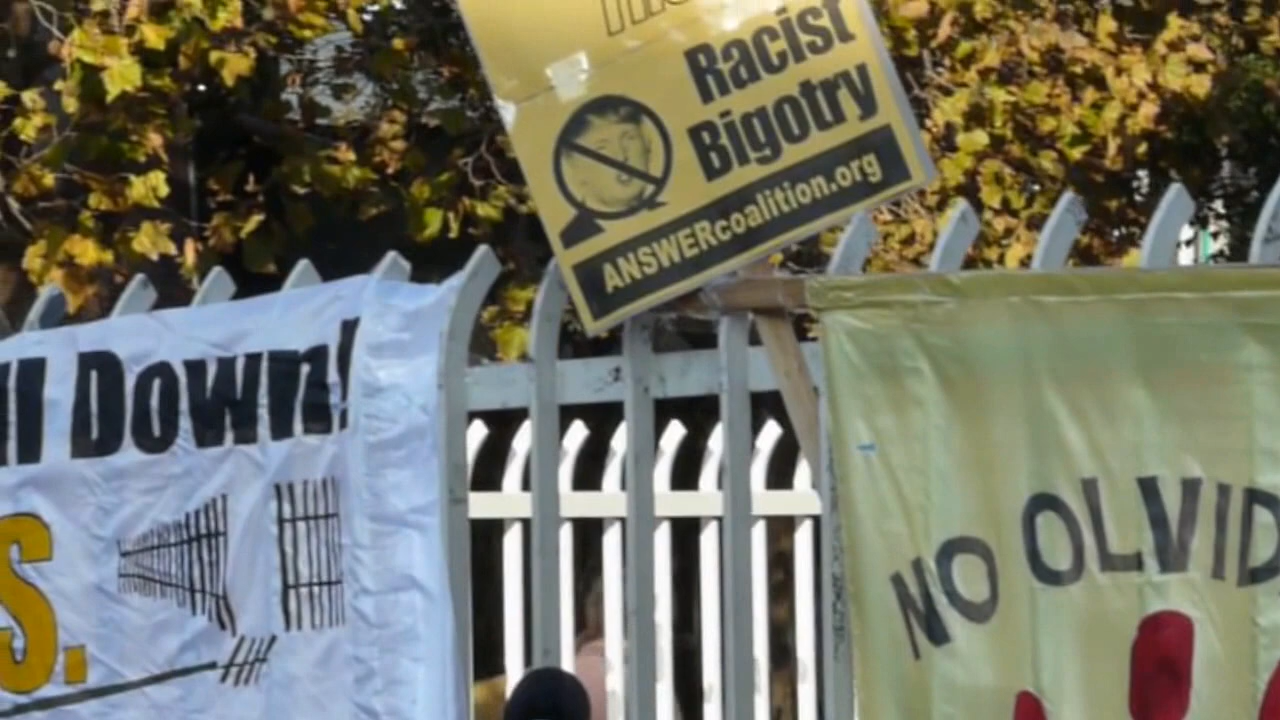 Racist
Bigotry
ANSWERcoalition.org
Down!
S.
NO OLVID